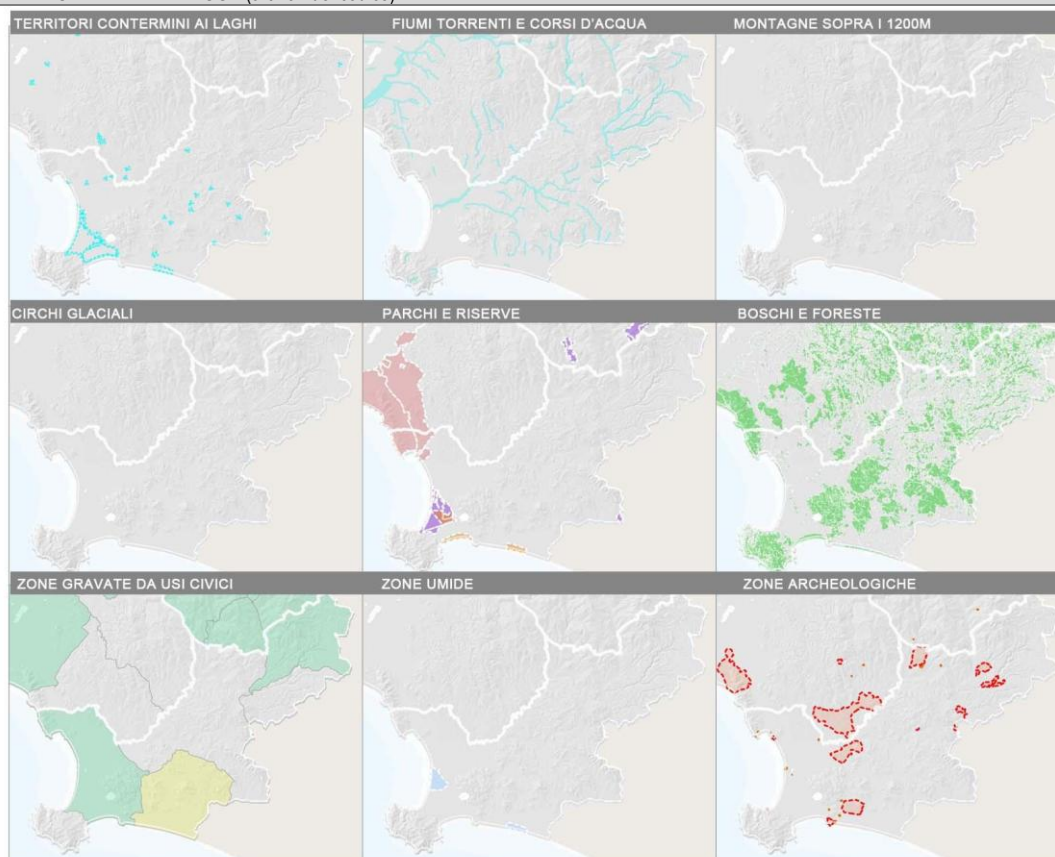 TERRITORI CONTERMINI AI LAGHI
FIUMI TORRENTI E CORSI D'ACQUA
MONTAGNE SOPRA I 1200M
CIRCHI GLACIALI
PARCHI E RISERVE
BOSCHI E FORESTE
ZONE GRAVATE DA USI CIVICI
ZONE UMIDE
ZONE ARCHEOLOGICHE